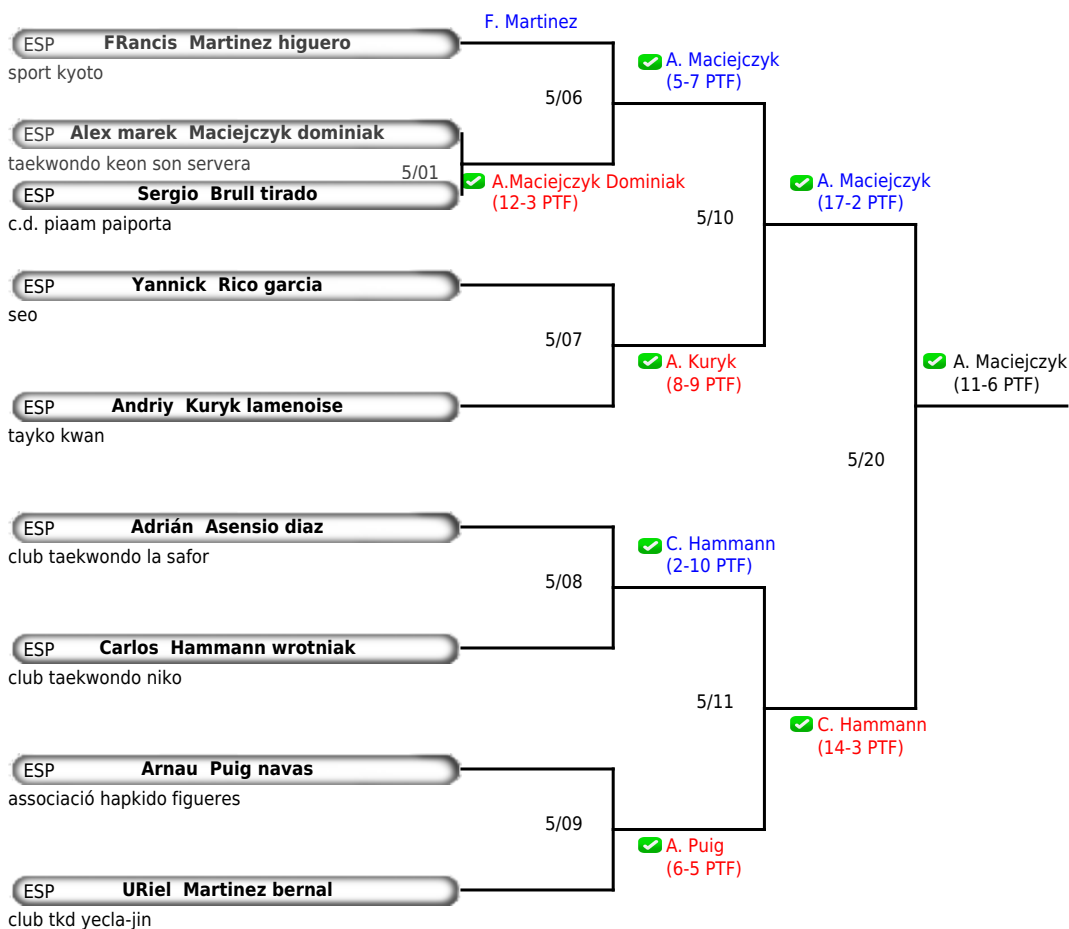 F. Martinez
ESP FRancis Martinez higuero
sport kyoto
A. Maciejczyk
(5-7 PTF)
5/06
ESP Alex marek Maciejczyk dominiak
taekwondo keon son servera
5/01
ESP Sergio Brull tirado
c.d. piaam paiporta
A.Maciejczyk Dominiak
(12-3 PTF)
A. Maciejczyk
(17-2 PTF)
5/10
ESP Yannick Rico garcia
seo
5/07
A. Kuryk
(8-9 PTF)
A. Maciejczyk
(11-6 PTF)
ESP Andriy Kuryk lamenoise
tayko kwan
5/20
ESP Adrián Asensio diaz
club taekwondo la safor
C. Hammann
(2-10 PTF)
5/08
ESP Carlos Hammann wrotniak
club taekwondo niko
5/11
C. Hammann
(14-3 PTF)
ESP Arnau Puig navas
associació hapkido figueres
5/09
A. Puig
(6-5 PTF)
ESP URiel Martinez bernal
club tkd yecla-jin